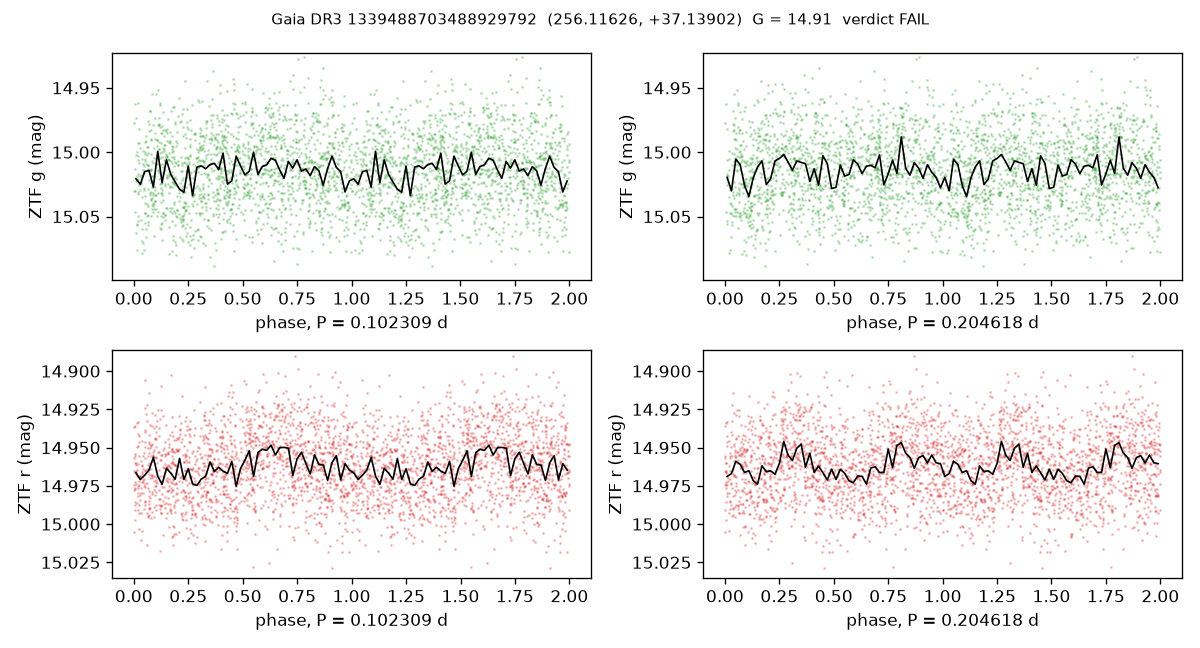 Gaia DR3 1339488703488929792 (256.11626, +37.13902) G = 14.91 verdict FAIL
ZTF g (mag)
14.95
15.00
15.05
0.00 0.25 0.50 0.75 1.00 1.25 1.50 1.75 2.00
phase, P = 0.102309 d
ZTF g (mag)
14.95
15.00
15.05
0.00 0.25 0.50 0.75 1.00 1.25 1.50 1.75 2.00
phase, P = 0.204618 d
ZTF r (mag)
14.900
14.925
14.950
14.975
15.000
15.025
0.00 0.25 0.50 0.75 1.00 1.25 1.50 1.75 2.00
phase, P = 0.102309 d
ZTF r (mag)
14.900
14.925
14.950
14.975
15.000
15.025
0.00 0.25 0.50 0.75 1.00 1.25 1.50 1.75 2.00
phase, P = 0.204618 d